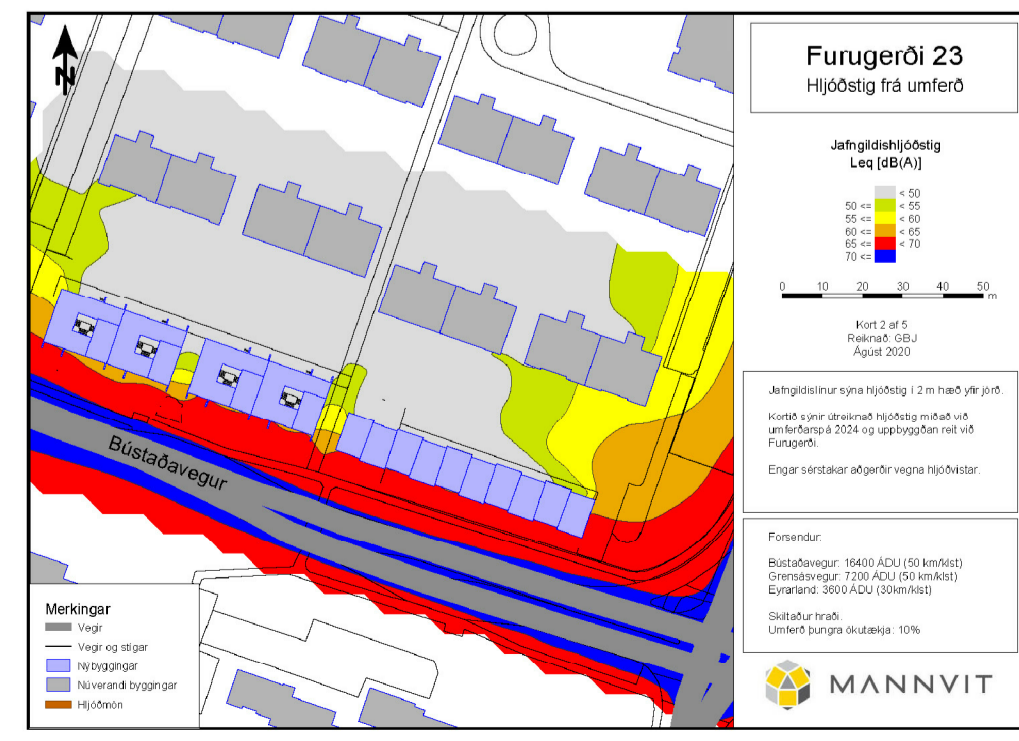 N
Bústaðavegur
Merkingar
Vegir
Vegir og stígar
Nýbyggingar
Núverandi byggingar
Hljóðmön
Furugerði 23
Hljóðstig frá umferð
Jafngildishljóðstig
Leq [dB(A)]
< 50
50 <= < 55
55 <= < 60
60 <= < 65
65 <= < 70
70 <=
0 10 20 30 40 50
m
Kort 2 af 5
Reiknað: GBJ
Ágúst 2020
Jafngildislínur sýna hljóðstig í 2 m hæð yfir jörð.
Kortið sýnir útreiknað hljóðstig miðað við
umferðarspá 2024 og uppbyggðan reit við
Furugerði.
Engar sérstakar aðgerðir vegna hljóðvistar.
Forsendur:
Bústaðavegur: 16400 ÁDU (50 km/klst)
Grensásvegur: 7200 ÁDU (50 km/klst)
Eyrarland: 3600 ÁDU (30km/klst)
Skiltaður hraði.
Umferð þungra ökutækja: 10%
MANNVIT